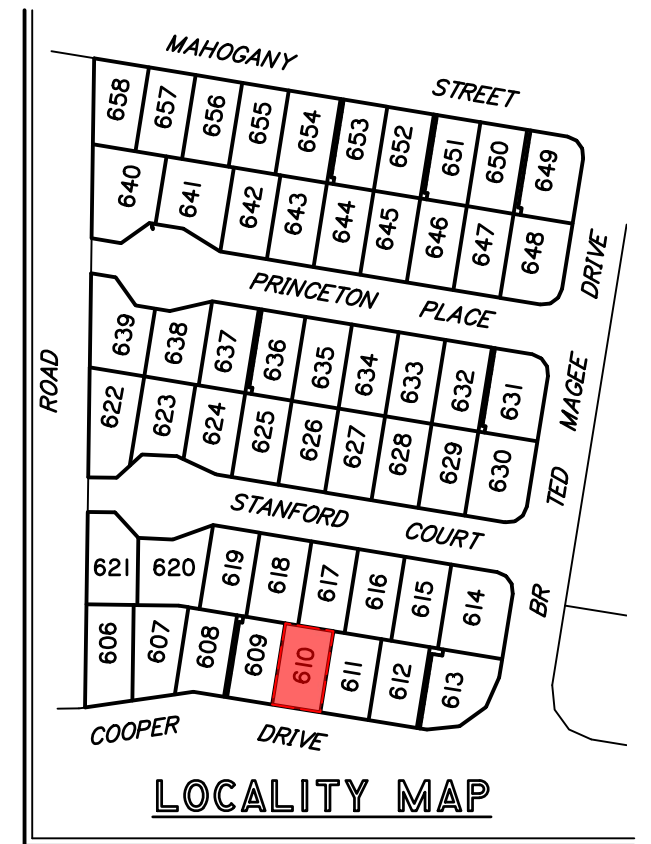 MAHOGANY STREET
658 657 656 655 654 653 652 651 650 649
640 641 642 643 644 645 646 647 648
DRIVE
PRINCETON PLACE
639 638 637 636 635 634 633 632 631
ROAD
MAGEE
622 623 624 625 626 627 628 629 630
TED
STANFORD COURT
621 620 619 618 617 616 615 614
BR
606 607 608 609 610 611 612 613
COOPER DRIVE
LOCALITY MAP